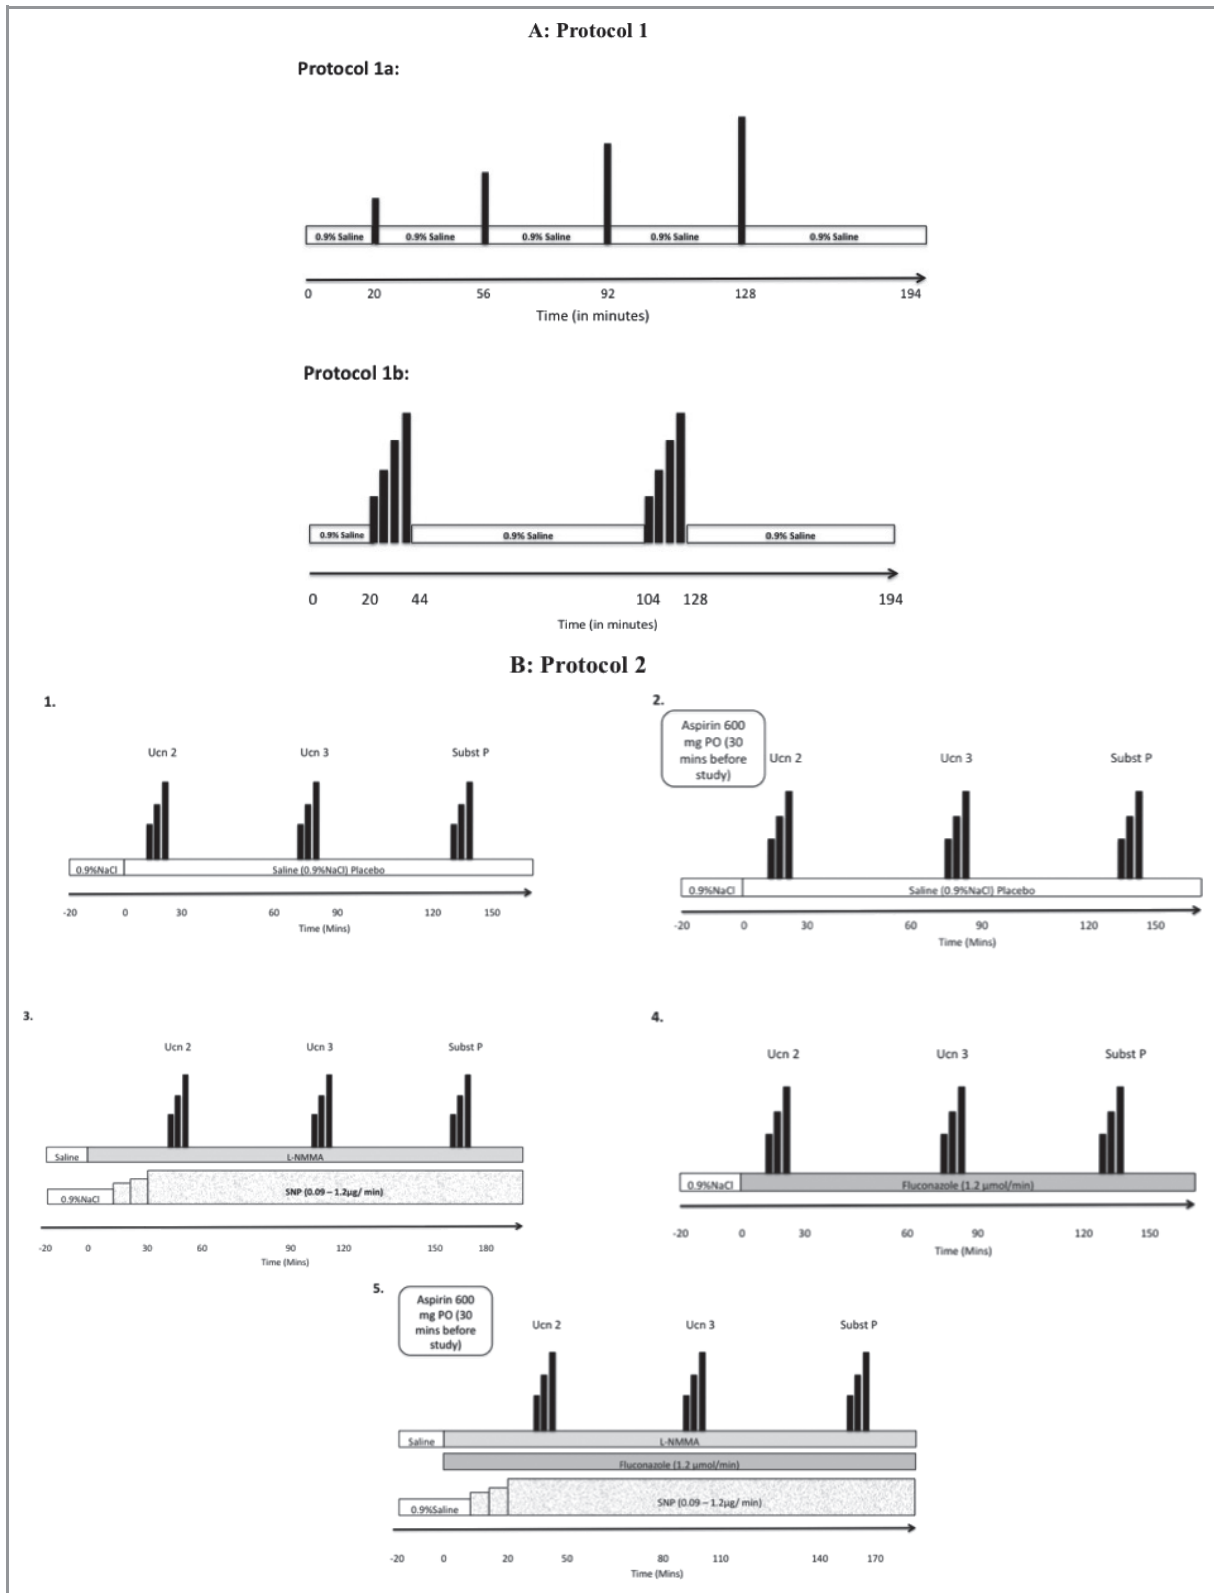 A: Protocol 1
Protocol 1a:
0.9% Saline 0.9% Saline 0.9% Saline 0.9% Saline 0.9% Saline
0 20 56 92 128 194
Time (in minutes)
Protocol 1b:
0.9% Saline 0.9% Saline 0.9% Saline
0 20 44 104 128 194
Time (in minutes)
B: Protocol 2
1.
Ucn 2 Ucn 3 Subst P
0.9%NaCl Saline (0.9%NaCl) Placebo
-20 0 30 60 90 120 150
Time (Mins)
2.
Aspirin 600
mg PO (30
mins before
study)
Ucn 2 Ucn 3 Subst P
0.9%NaCl Saline (0.9%NaCl) Placebo
-20 0 30 60 90 120 150
Time (Mins)
3.
Ucn 2 Ucn 3 Subst P
Saline L-NMMA
0.9%NaCl SNP (0.09 – 1.2µg/ min)
-20 0 30 60 90 120 150 180
Time (Mins)
4.
Ucn 2 Ucn 3 Subst P
0.9%NaCl Fluconazole (1.2 µmol/min)
-20 0 30 60 90 120 150
Time (Mins)
5.
Aspirin 600
mg PO (30
mins before
study)
Ucn 2 Ucn 3 Subst P
Saline L-NMMA
Fluconazole (1.2 µmol/min)
0.9%Saline SNP (0.09 – 1.2µg/ min)
-20 0 20 50 80 110 140 170
Time (Mins)